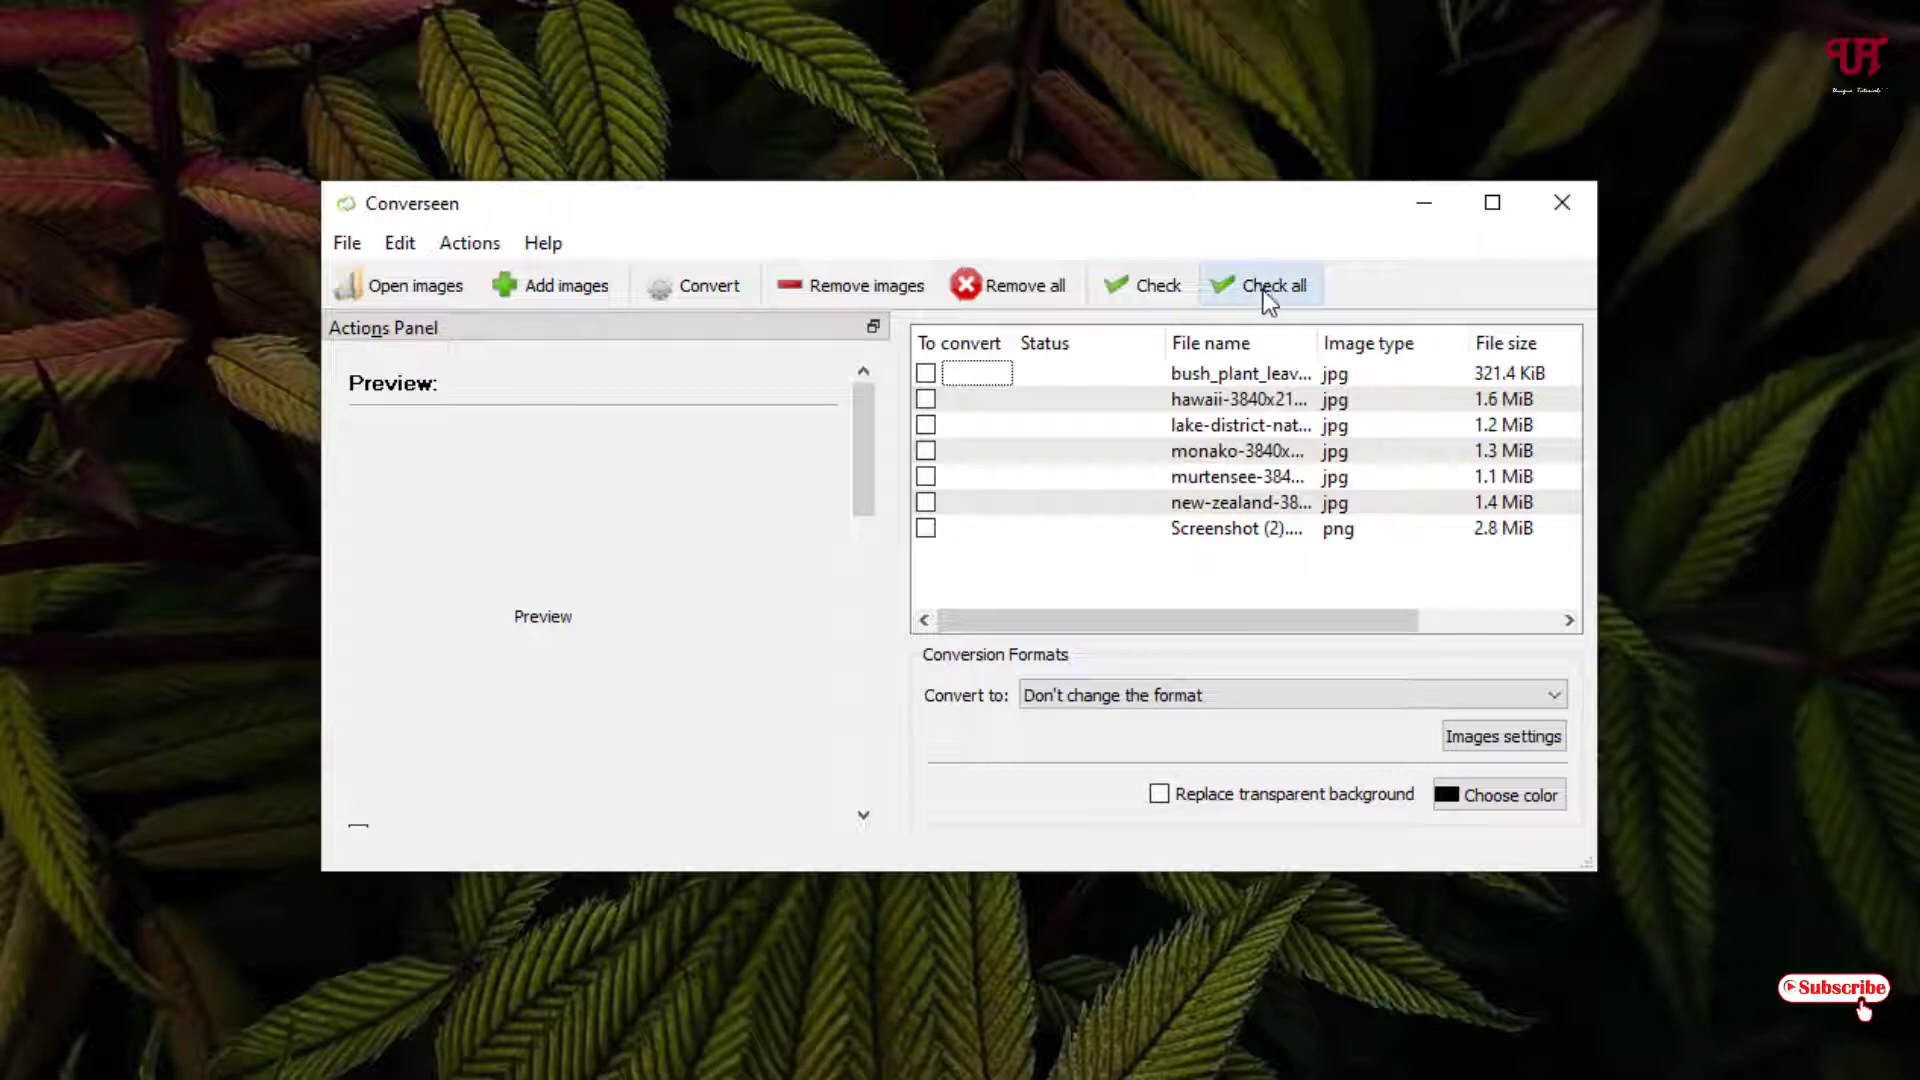 Converseen
File Edit Actions Help
Open images Add images Convert Remove images Remove all Check Check all
Actions Panel
Preview:
Preview
To convert Status File name Image type File size
bush_plant_leav... jpg 321.4 KiB
hawaii-3840x21... jpg 1.6 MiB
lake-district-nat... jpg 1.2 MiB
monako-3840x... jpg 1.3 MiB
murtensee-384... jpg 1.1 MiB
new-zealand-38... jpg 1.4 MiB
Screenshot (2).... png 2.8 MiB
Conversion Formats
Convert to: Don't change the format
Images settings
Replace transparent background Choose color
Subscribe